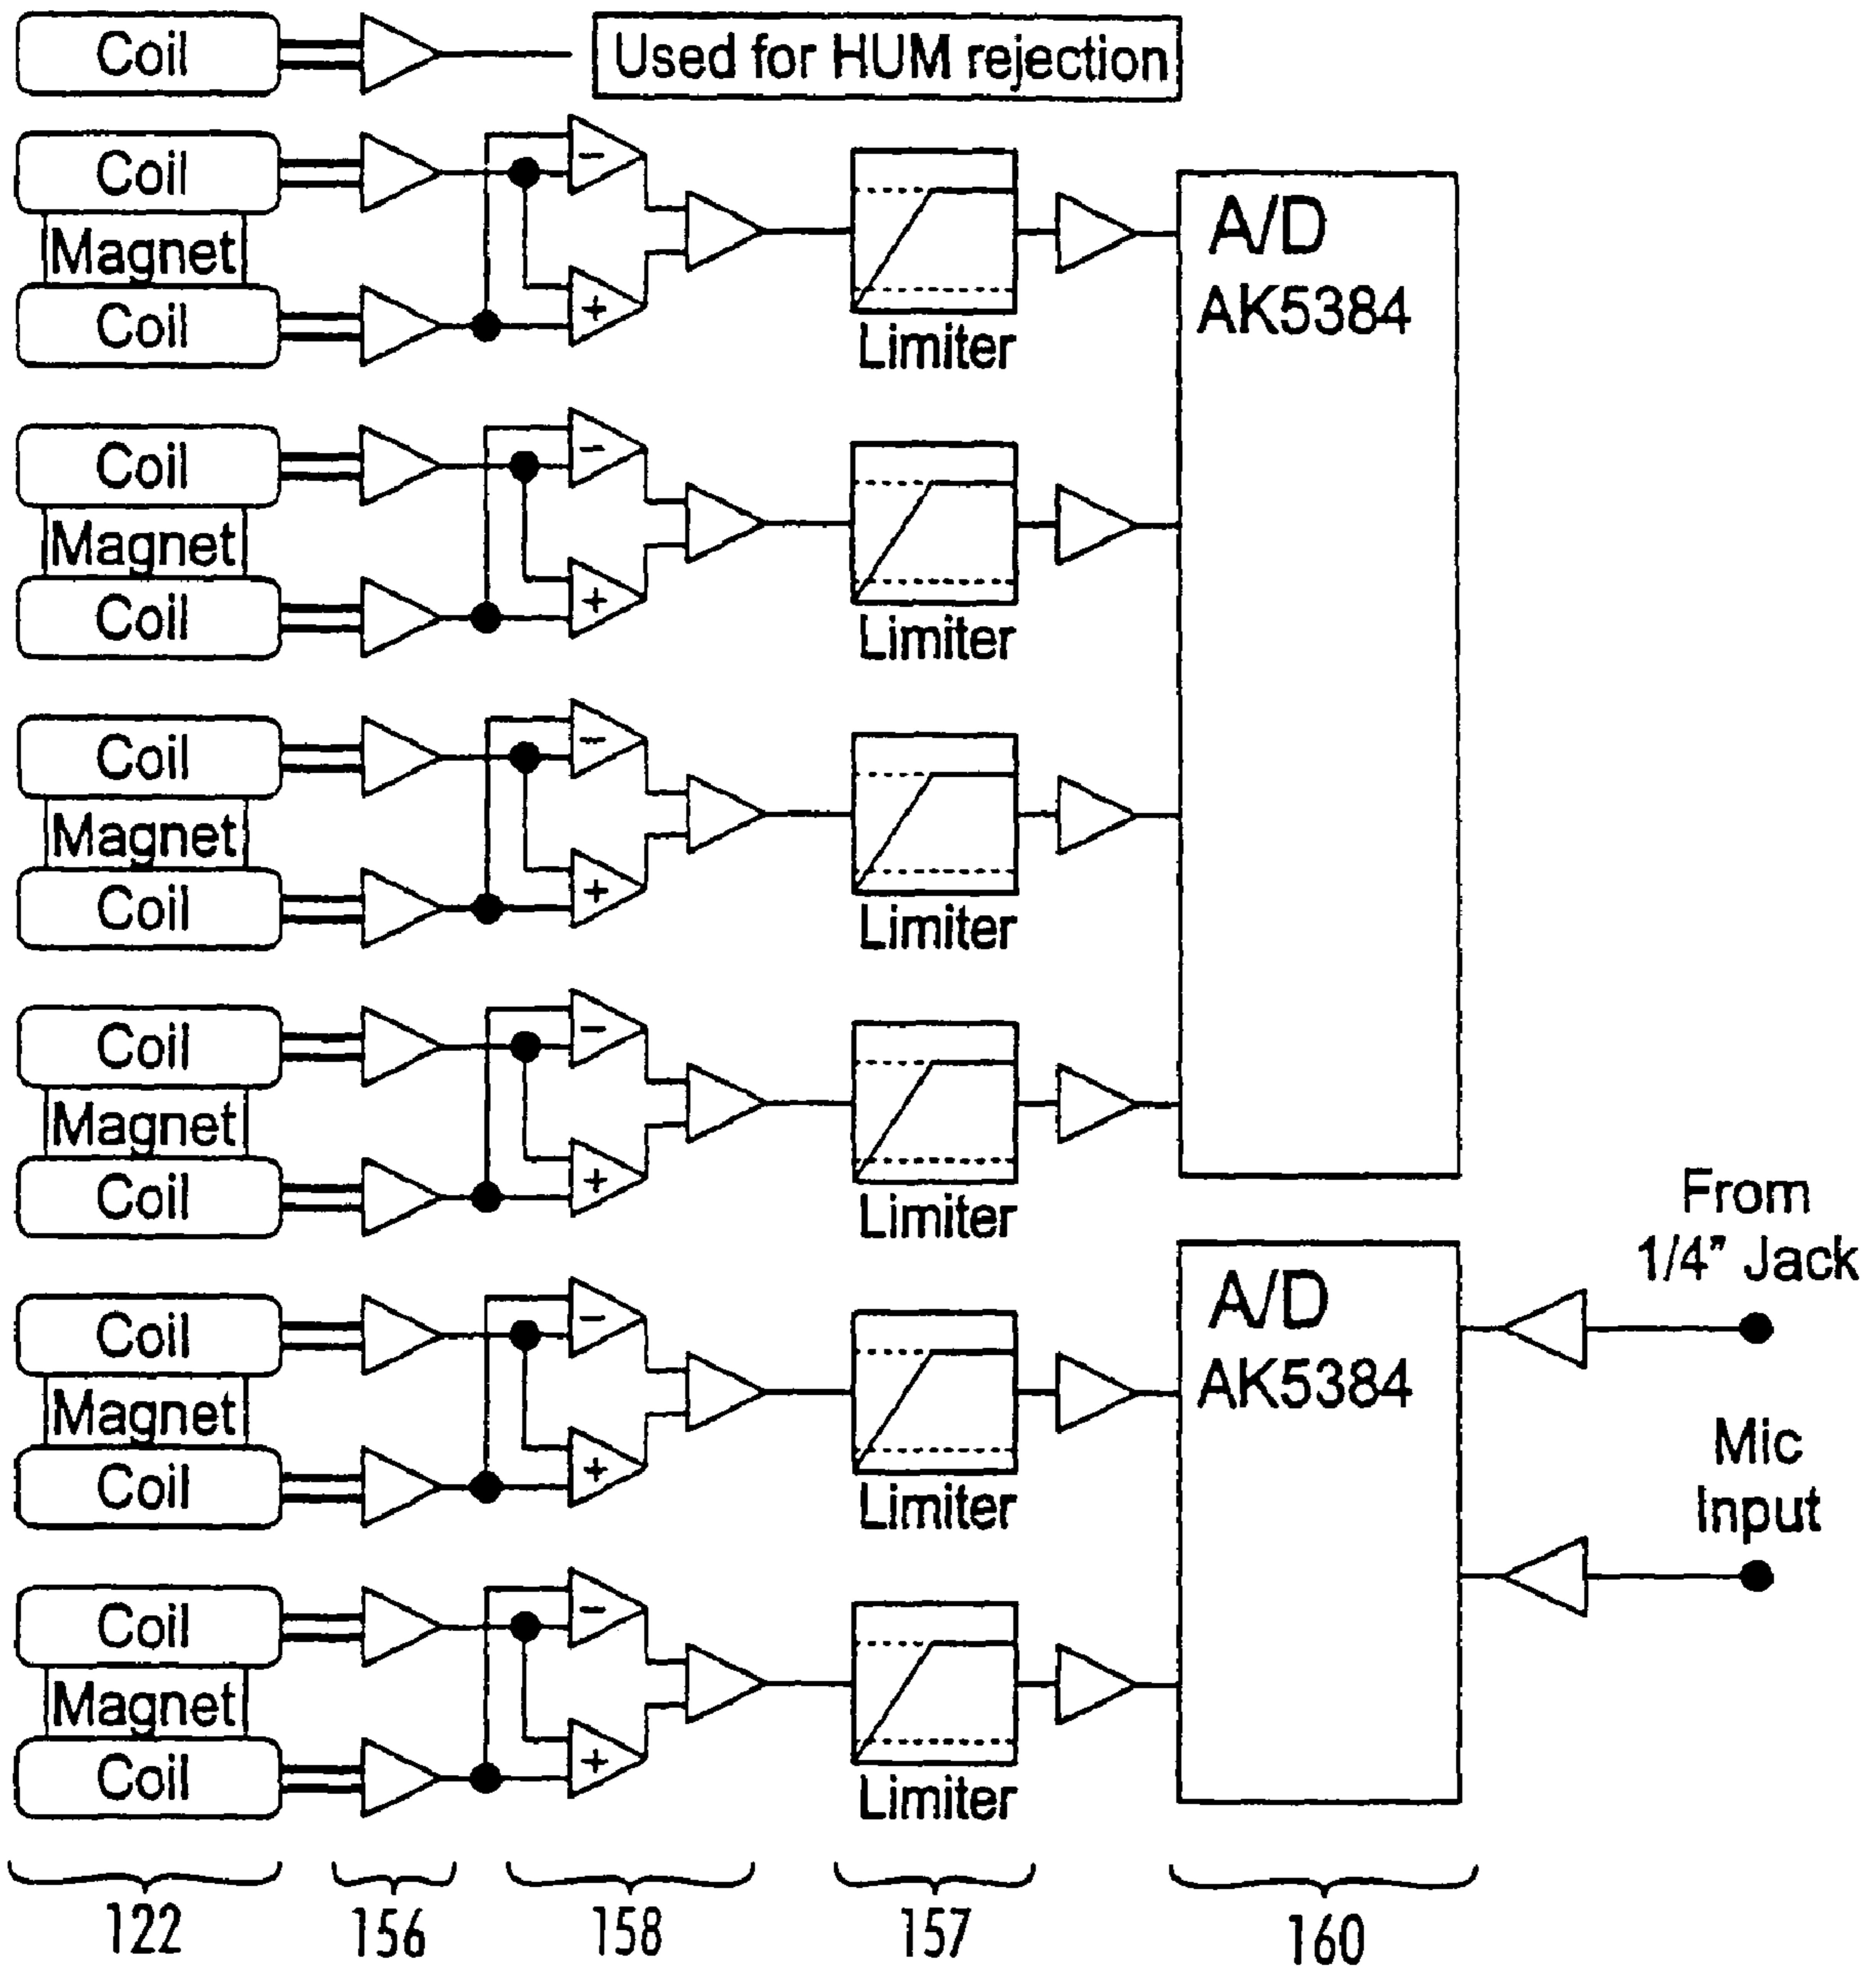 Coil
Used for HUM rejection
Coil
Magnet
Coil
-
+
Limiter
A/D
AK5384
Coil
Magnet
Coil
-
+
Limiter
Coil
Magnet
Coil
-
+
Limiter
Coil
Magnet
Coil
-
+
Limiter
From
1/4" Jack
Coil
Magnet
Coil
-
+
Limiter
A/D
AK5384
Mic
Input
Coil
Magnet
Coil
-
+
Limiter
122
156
158
157
160